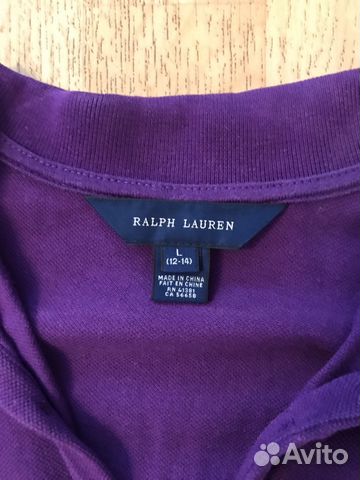 RALPH LAUREN
L
(12-14)
MADE IN CHINA
FAIT EN CHINE
RN 41381
CA 56658
Avito